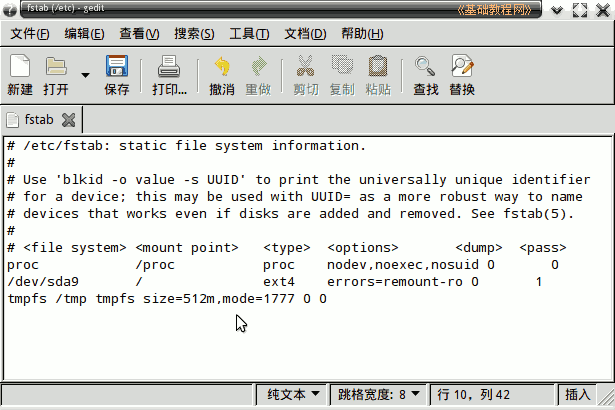 fstab (/etc) - gedit 《基础教程网》
文件(F) 编辑(E) 查看(V) 搜索(S) 工具(T) 文档(D) 帮助(H)
新建 打开 保存 打印... 撤消 重做 剪切 复制 粘贴 查找 替换
fstab
# /etc/fstab: static file system information.
#
# Use 'blkid -o value -s UUID' to print the universally unique identifier
# for a device; this may be used with UUID= as a more robust way to name
# devices that works even if disks are added and removed. See fstab(5).
#
# <file system> <mount point>   <type>  <options>       <dump>  <pass>
proc            /proc           proc    nodev,noexec,nosuid 0       0
/dev/sda9       /               ext4    errors=remount-ro 0       1
tmpfs /tmp tmpfs size=512m,mode=1777 0 0
纯文本 跳格宽度: 8 行 10，列 42 插入